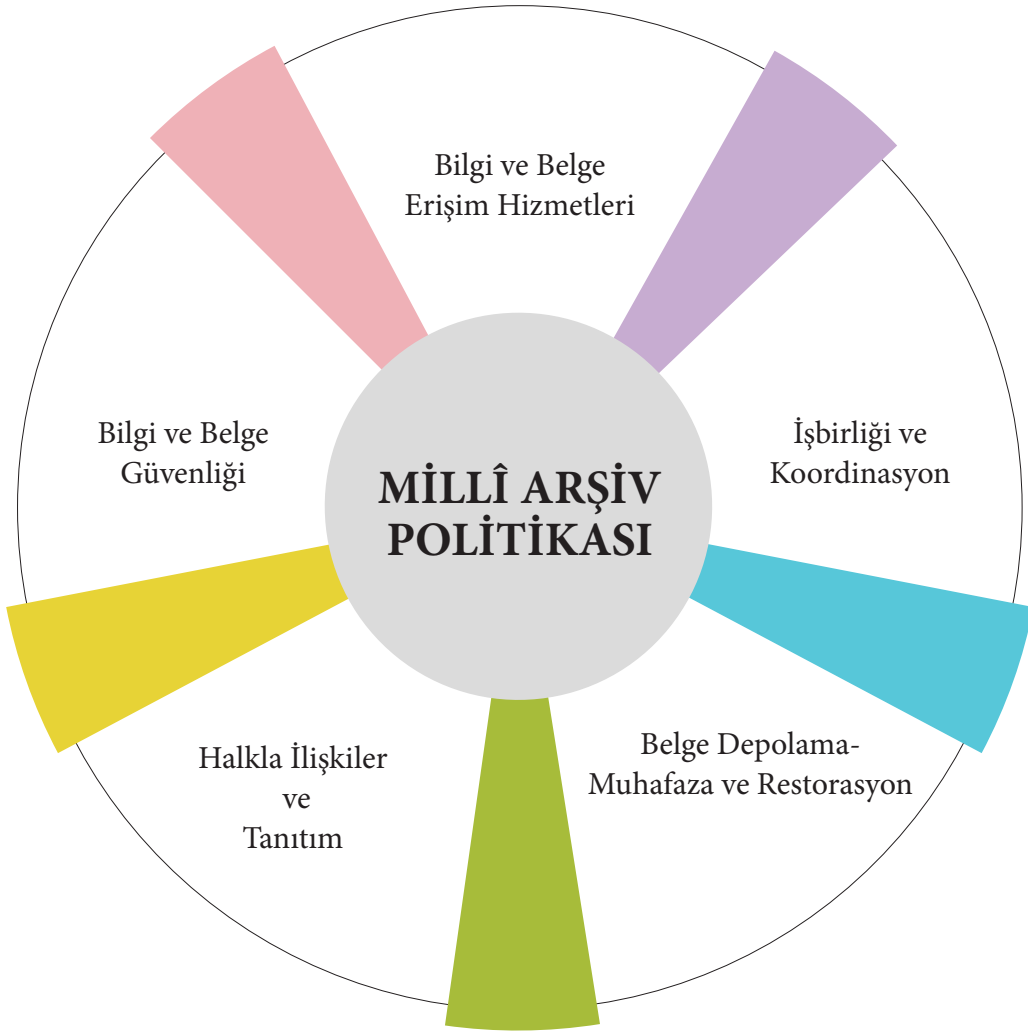 Bilgi ve Belge
Erişim Hizmetleri
Bilgi ve Belge
Güvenliği
MİLLÎ ARŞİV
POLİTİKASI
İşbirliği ve
Koordinasyon
Halkla İlişkiler
ve
Tanıtım
Belge Depolama-
Muhafaza ve Restorasyon